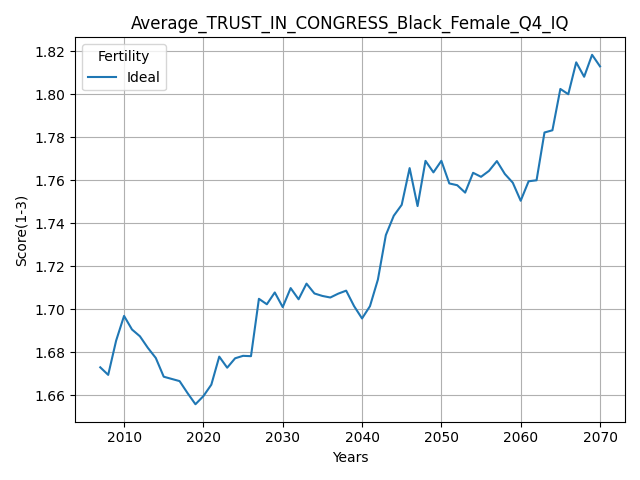 Average_TRUST_IN_CONGRESS_Black_Female_Q4_IQ
Fertility
Ideal
Score(1-3)
1.82
1.80
1.78
1.76
1.74
1.72
1.70
1.68
1.66
2010 2020 2030 2040 2050 2060 2070
Years